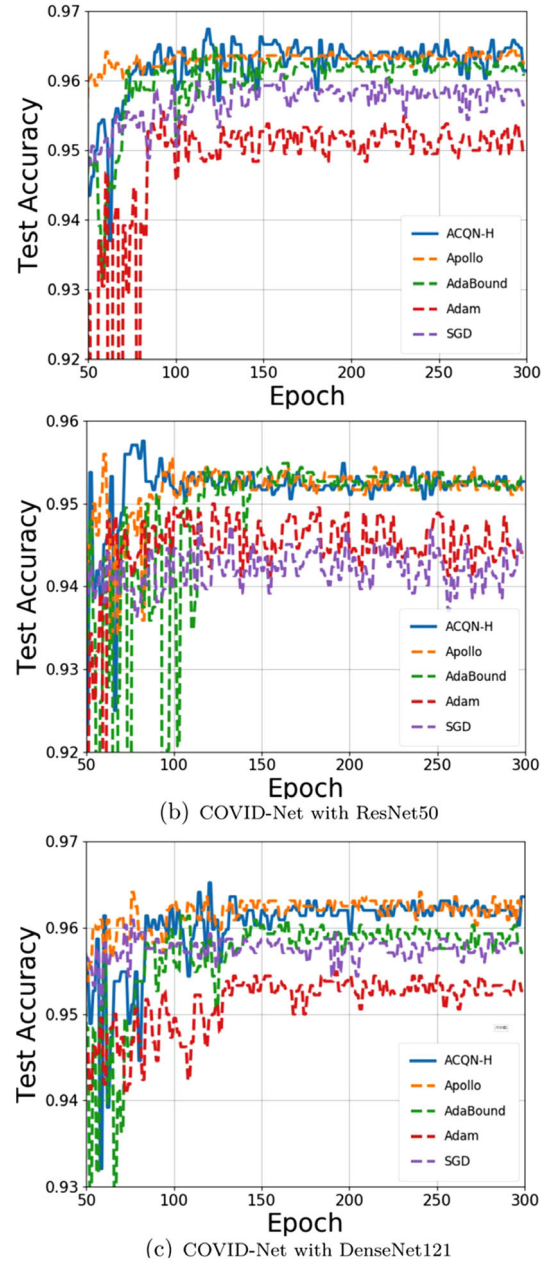 0.97
0.96
0.95
0.94
0.93
0.92
Test Accuracy
ACQN-H
Apollo
AdaBound
Adam
SGD
50 100 150 200 250 300
Epoch
0.96
0.95
0.94
0.93
0.92
Test Accuracy
ACQN-H
Apollo
AdaBound
Adam
SGD
50 100 150 200 250 300
Epoch
(b) COVID-Net with ResNet50
0.97
0.96
0.95
0.94
0.93
Test Accuracy
ACQN-H
Apollo
AdaBound
Adam
SGD
50 100 150 200 250 300
Epoch
(c) COVID-Net with DenseNet121